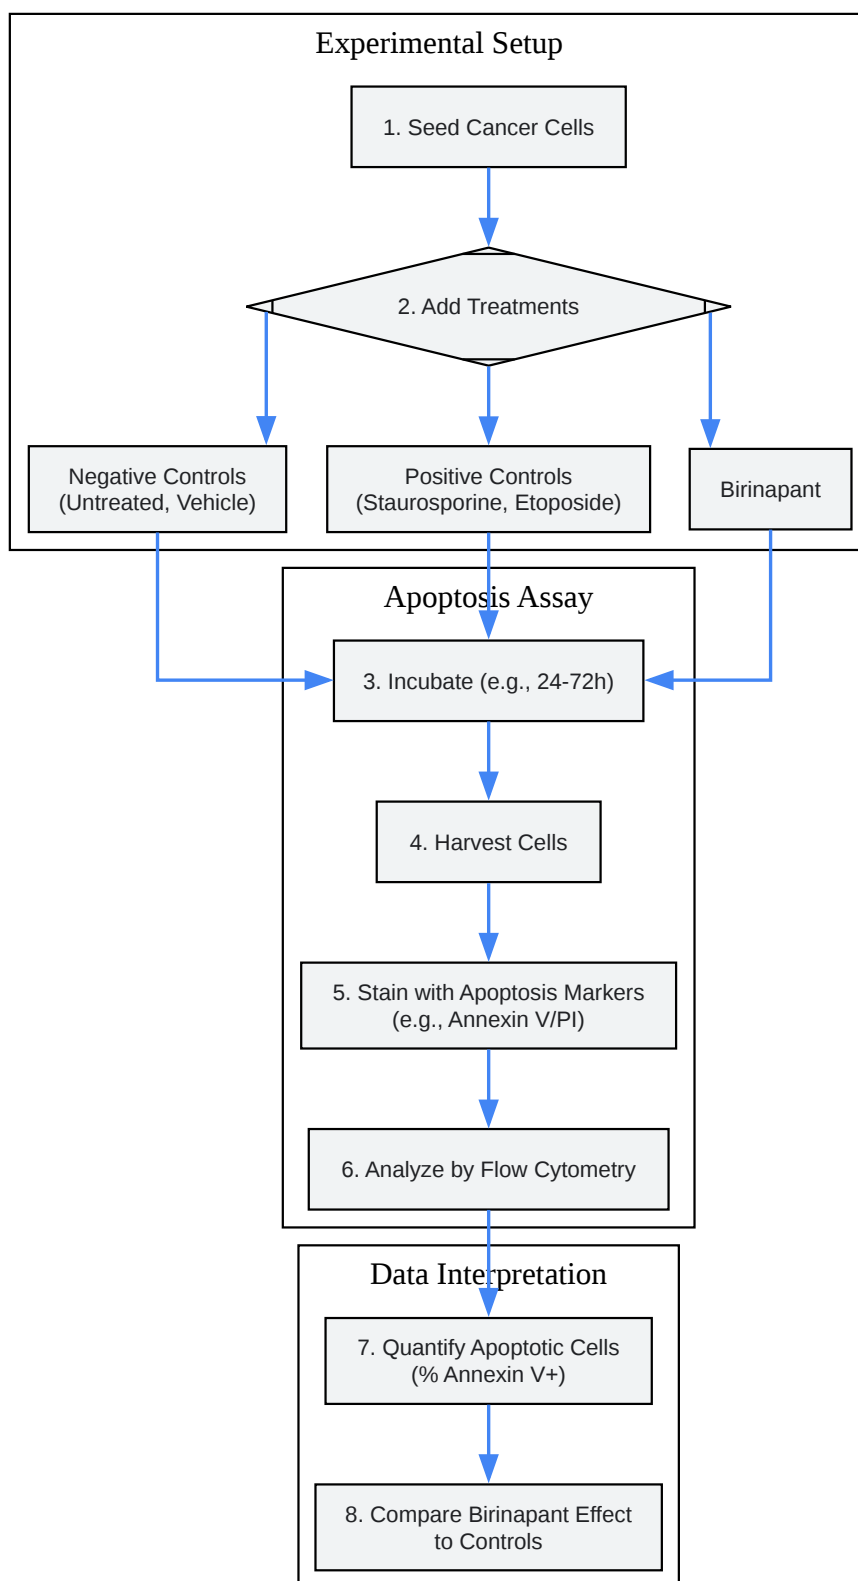 Experimental Setup
1. Seed Cancer Cells
2. Add Treatments
Negative Controls
(Untreated, Vehicle)
Positive Controls
(Staurosporine, Etoposide)
Birinapant
Apoptosis Assay
3. Incubate (e.g., 24-72h)
4. Harvest Cells
5. Stain with Apoptosis Markers
(e.g., Annexin V/PI)
6. Analyze by Flow Cytometry
Data Interpretation
7. Quantify Apoptotic Cells
(% Annexin V+)
8. Compare Birinapant Effect
to Controls